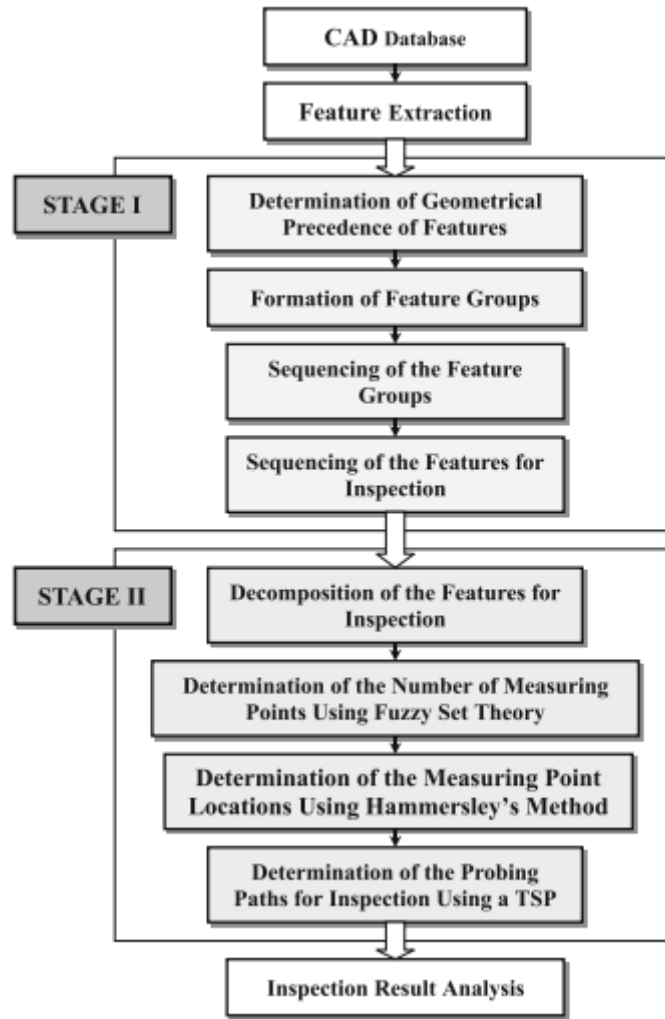 CAD Database
Feature Extraction
STAGE I
Determination of Geometrical
Precedence of Features
Formation of Feature Groups
Sequencing of the Feature
Groups
Sequencing of the Features for
Inspection
STAGE II
Decomposition of the Features for
Inspection
Determination of the Number of Measuring
Points Using Fuzzy Set Theory
Determination of the Measuring Point
Locations Using Hammersley's Method
Determination of the Probing
Paths for Inspection Using a TSP
Inspection Result Analysis